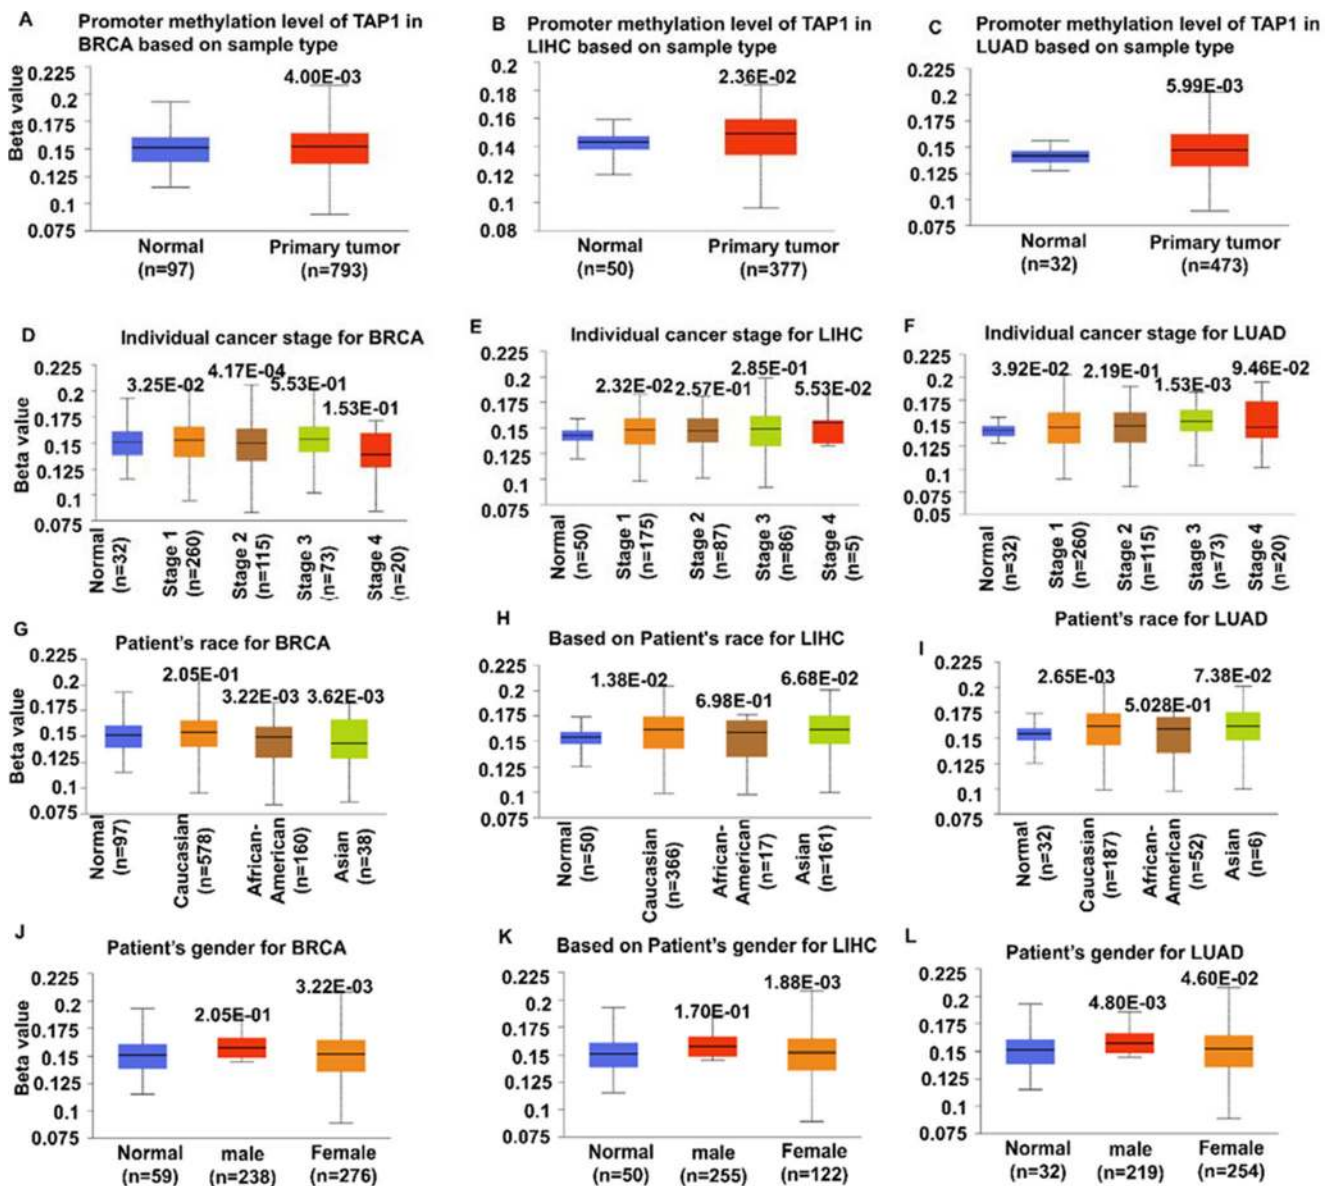 A
Promoter methylation level of TAP1 in
BRCA based on sample type
Beta value
0.225
0.2
0.175
0.15
0.125
0.1
0.075
4.00E-03
Normal
(n=97)
Primary tumor
(n=793)
B
Promoter methylation level of TAP1 in
LIHC based on sample type
0.2
0.18
0.16
0.14
0.12
0.1
0.08
2.36E-02
Normal
(n=50)
Primary tumor
(n=377)
C
Promoter methylation level of TAP1 in
LUAD based on sample type
0.225
0.2
0.175
0.15
0.125
0.1
0.075
5.99E-03
Normal
(n=32)
Primary tumor
(n=473)
D
Individual cancer stage for BRCA
Beta value
0.225
0.2
0.175
0.15
0.125
0.1
0.075
3.25E-02
4.17E-04
5.53E-01
1.53E-01
Normal
(n=32)
Stage 1
(n=260)
Stage 2
(n=115)
Stage 3
(n=73)
Stage 4
(n=20)
E
Individual cancer stage for LIHC
0.225
0.2
0.175
0.15
0.125
0.1
0.075
2.32E-02
2.57E-01
2.85E-01
5.53E-02
Normal
(n=50)
Stage 1
(n=175)
Stage 2
(n=87)
Stage 3
(n=86)
Stage 4
(n=5)
F
Individual cancer stage for LUAD
0.225
0.2
0.175
0.15
0.125
0.1
0.075
0.05
3.92E-02
2.19E-01
1.53E-03
9.46E-02
Normal
(n=32)
Stage 1
(n=260)
Stage 2
(n=115)
Stage 3
(n=73)
Stage 4
(n=20)
G
Patient's race for BRCA
Beta value
0.225
0.2
0.175
0.15
0.125
0.1
0.075
2.05E-01
3.22E-03
3.62E-03
Normal
(n=97)
Caucasian
(n=578)
African-
American
(n=160)
Asian
(n=38)
H
Based on Patient's race for LIHC
0.225
0.2
0.175
0.15
0.125
0.1
0.075
1.38E-02
6.98E-01
6.68E-02
Normal
(n=50)
Caucasian
(n=366)
African-
American
(n=17)
Asian
(n=161)
I
Patient's race for LUAD
0.225
0.2
0.175
0.15
0.125
0.1
0.075
2.65E-03
5.028E-01
7.38E-02
Normal
(n=32)
Caucasian
(n=187)
African-
American
(n=52)
Asian
(n=6)
J
Patient's gender for BRCA
Beta value
0.225
0.2
0.175
0.15
0.125
0.1
0.075
2.05E-01
3.22E-03
Normal
(n=59)
male
(n=238)
Female
(n=276)
K
Based on Patient's gender for LIHC
0.225
0.2
0.175
0.15
0.125
0.1
0.075
1.70E-01
1.88E-03
Normal
(n=50)
male
(n=255)
Female
(n=122)
L
Patient's gender for LUAD
0.225
0.2
0.175
0.15
0.125
0.1
0.075
4.80E-03
4.60E-02
Normal
(n=32)
male
(n=219)
Female
(n=254)